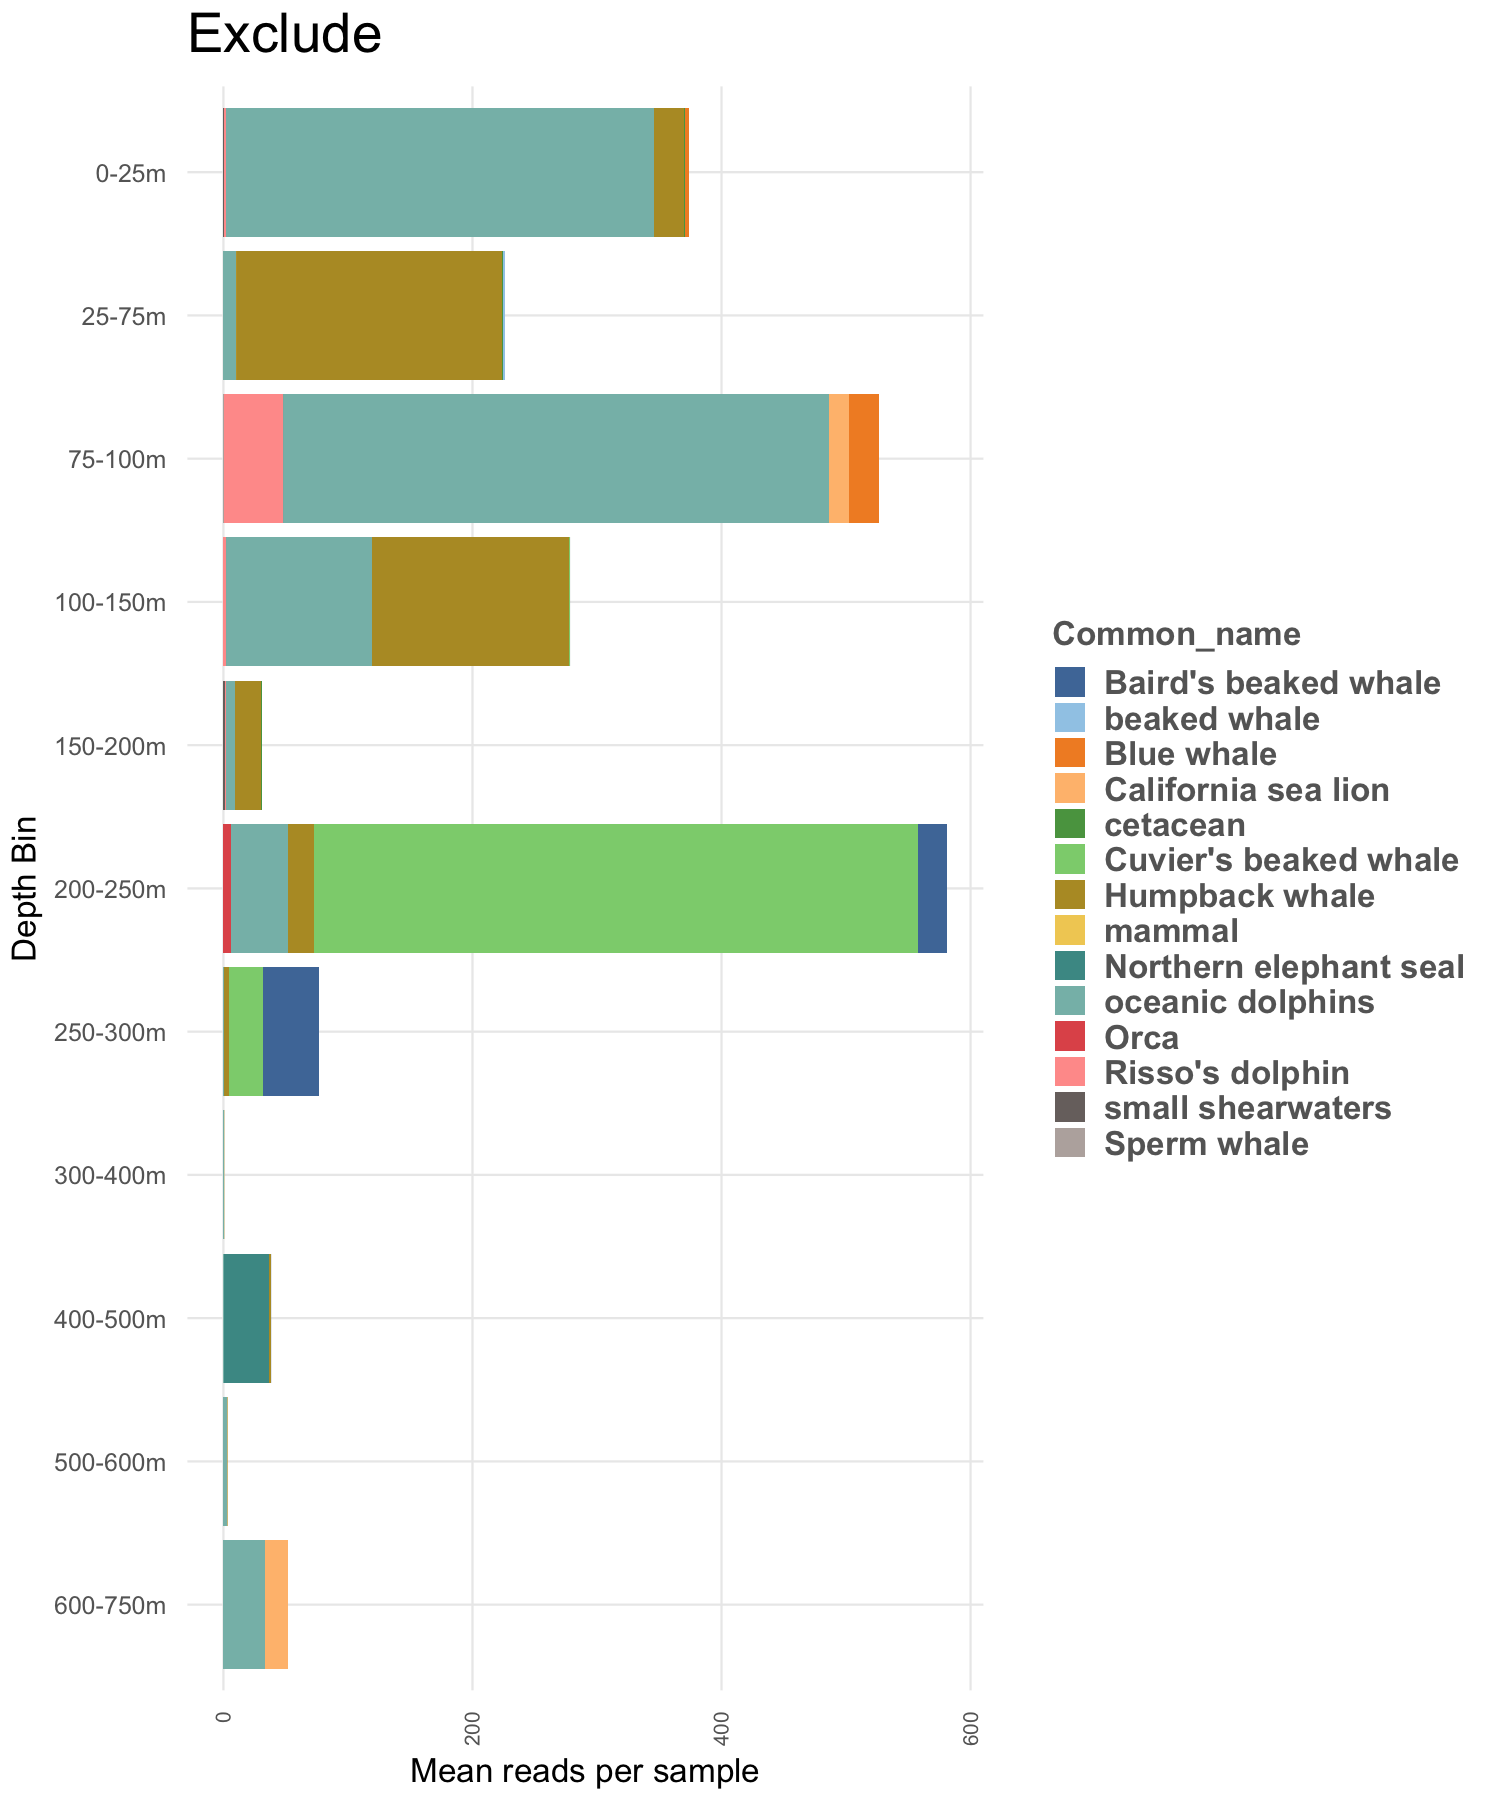 Exclude
0-25m
25-75m
75-100m
100-150m
150-200m
200-250m
250-300m
300-400m
400-500m
500-600m
600-750m
Depth Bin
0
200
400
600
Mean reads per sample
Common_name
Baird's beaked whale
beaked whale
Blue whale
California sea lion
cetacean
Cuvier's beaked whale
Humpback whale
mammal
Northern elephant seal
oceanic dolphins
Orca
Risso's dolphin
small shearwaters
Sperm whale